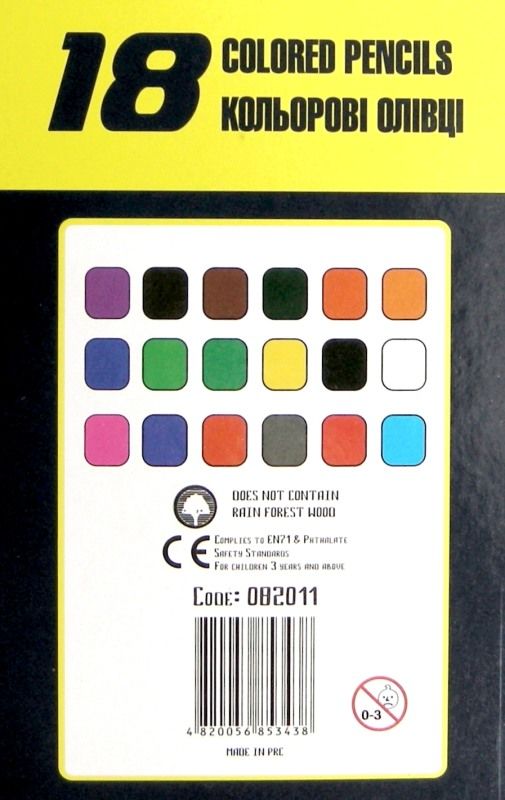 18 COLORED PENCILS
КОЛЬОРОВІ ОЛІВЦІ
DOES NOT CONTAIN
RAIN FOREST WOOD
CE
COMPLIES TO EN71 & PHTHALATE
SAFETY STANDARDS
FOR CHILDREN 3 YEARS AND ABOVE
CODE: 082011
4 820056 853438
0-3
MADE IN PRC